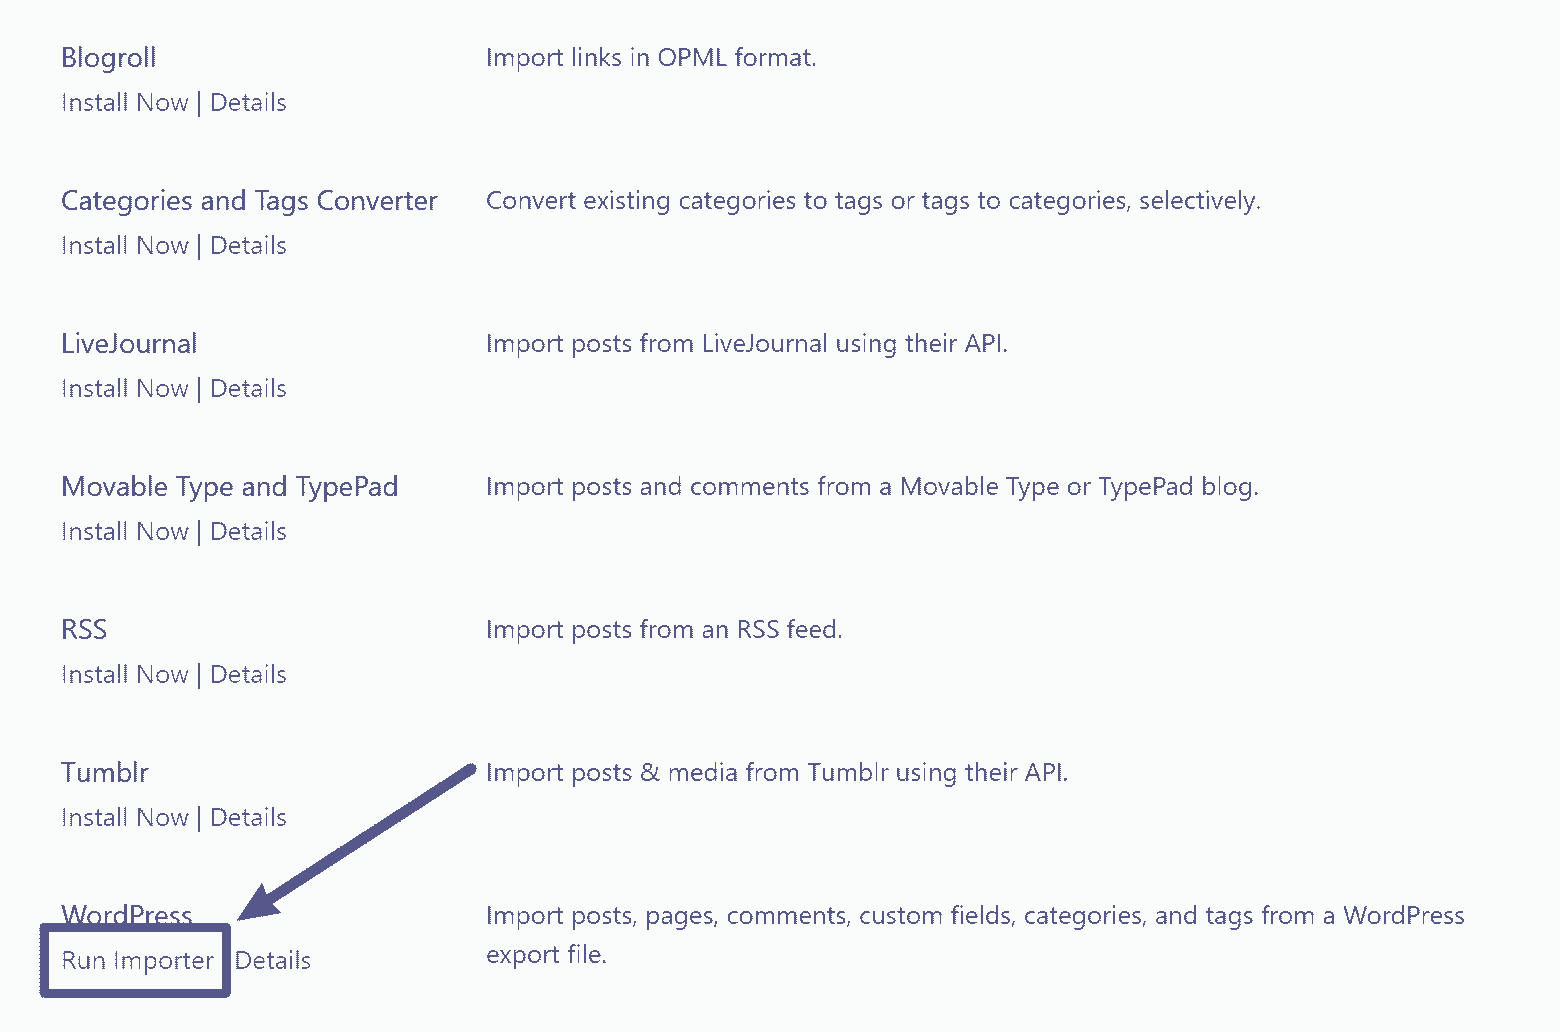 Blogroll Import links in OPML format.
Install Now | Details
Categories and Tags Converter Convert existing categories to tags or tags to categories, selectively.
Install Now | Details
LiveJournal Import posts from LiveJournal using their API.
Install Now | Details
Movable Type and TypePad Import posts and comments from a Movable Type or TypePad blog.
Install Now | Details
RSS Import posts from an RSS feed.
Install Now | Details
Tumblr Import posts & media from Tumblr using their API.
Install Now | Details
WordPress Import posts, pages, comments, custom fields, categories, and tags from a WordPress
export file.
Run Importer Details